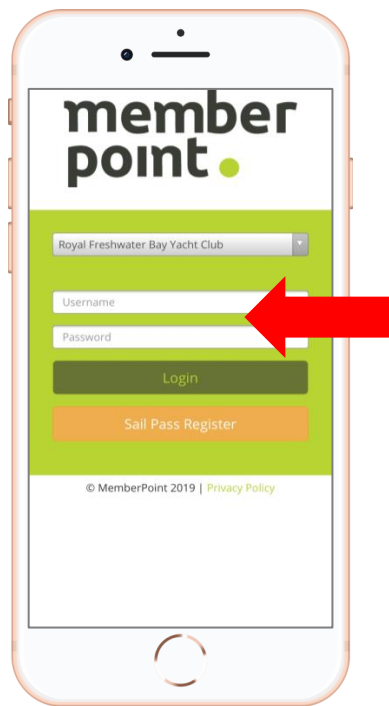 member
point.
Royal Freshwater Bay Yacht Club
Username
Password
Login
Sail Pass Register
© MemberPoint 2019 | Privacy Policy